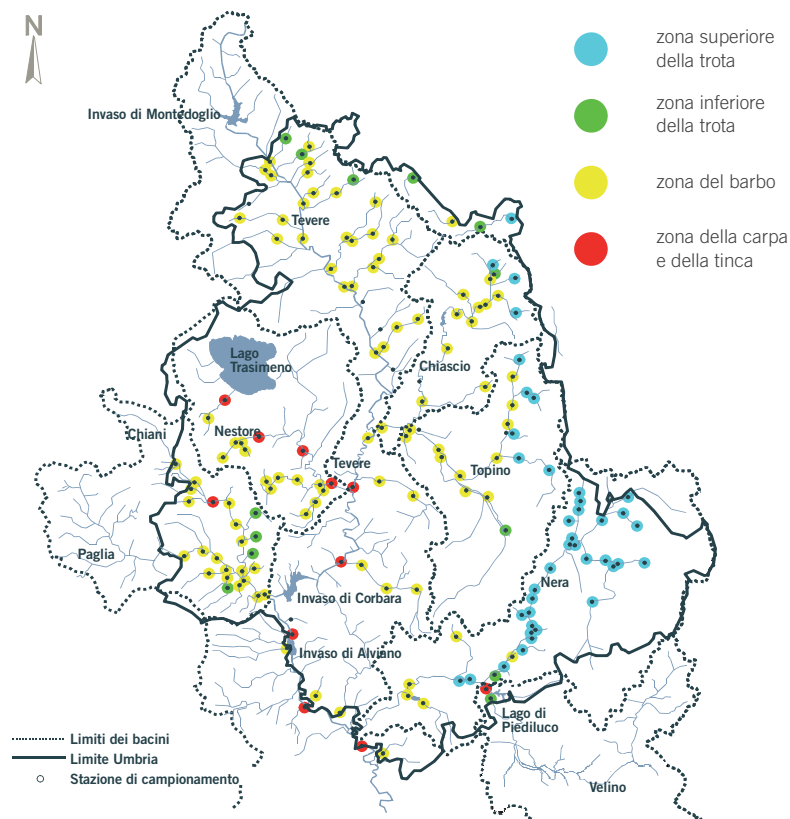 N
zona superiore
della trota
zona inferiore
della trota
zona del barbo
zona della carpa
e della tinca
Invaso di Montedoglio
Tevere
Lago
Trasimeno
Chiascio
Chiani
Nestore
Tevere
Topino
Paglia
Nera
Invaso di Corbara
Invaso di Alviano
Lago di
Piediluco
Velino
Limiti dei bacini
Limite Umbria
Stazione di campionamento